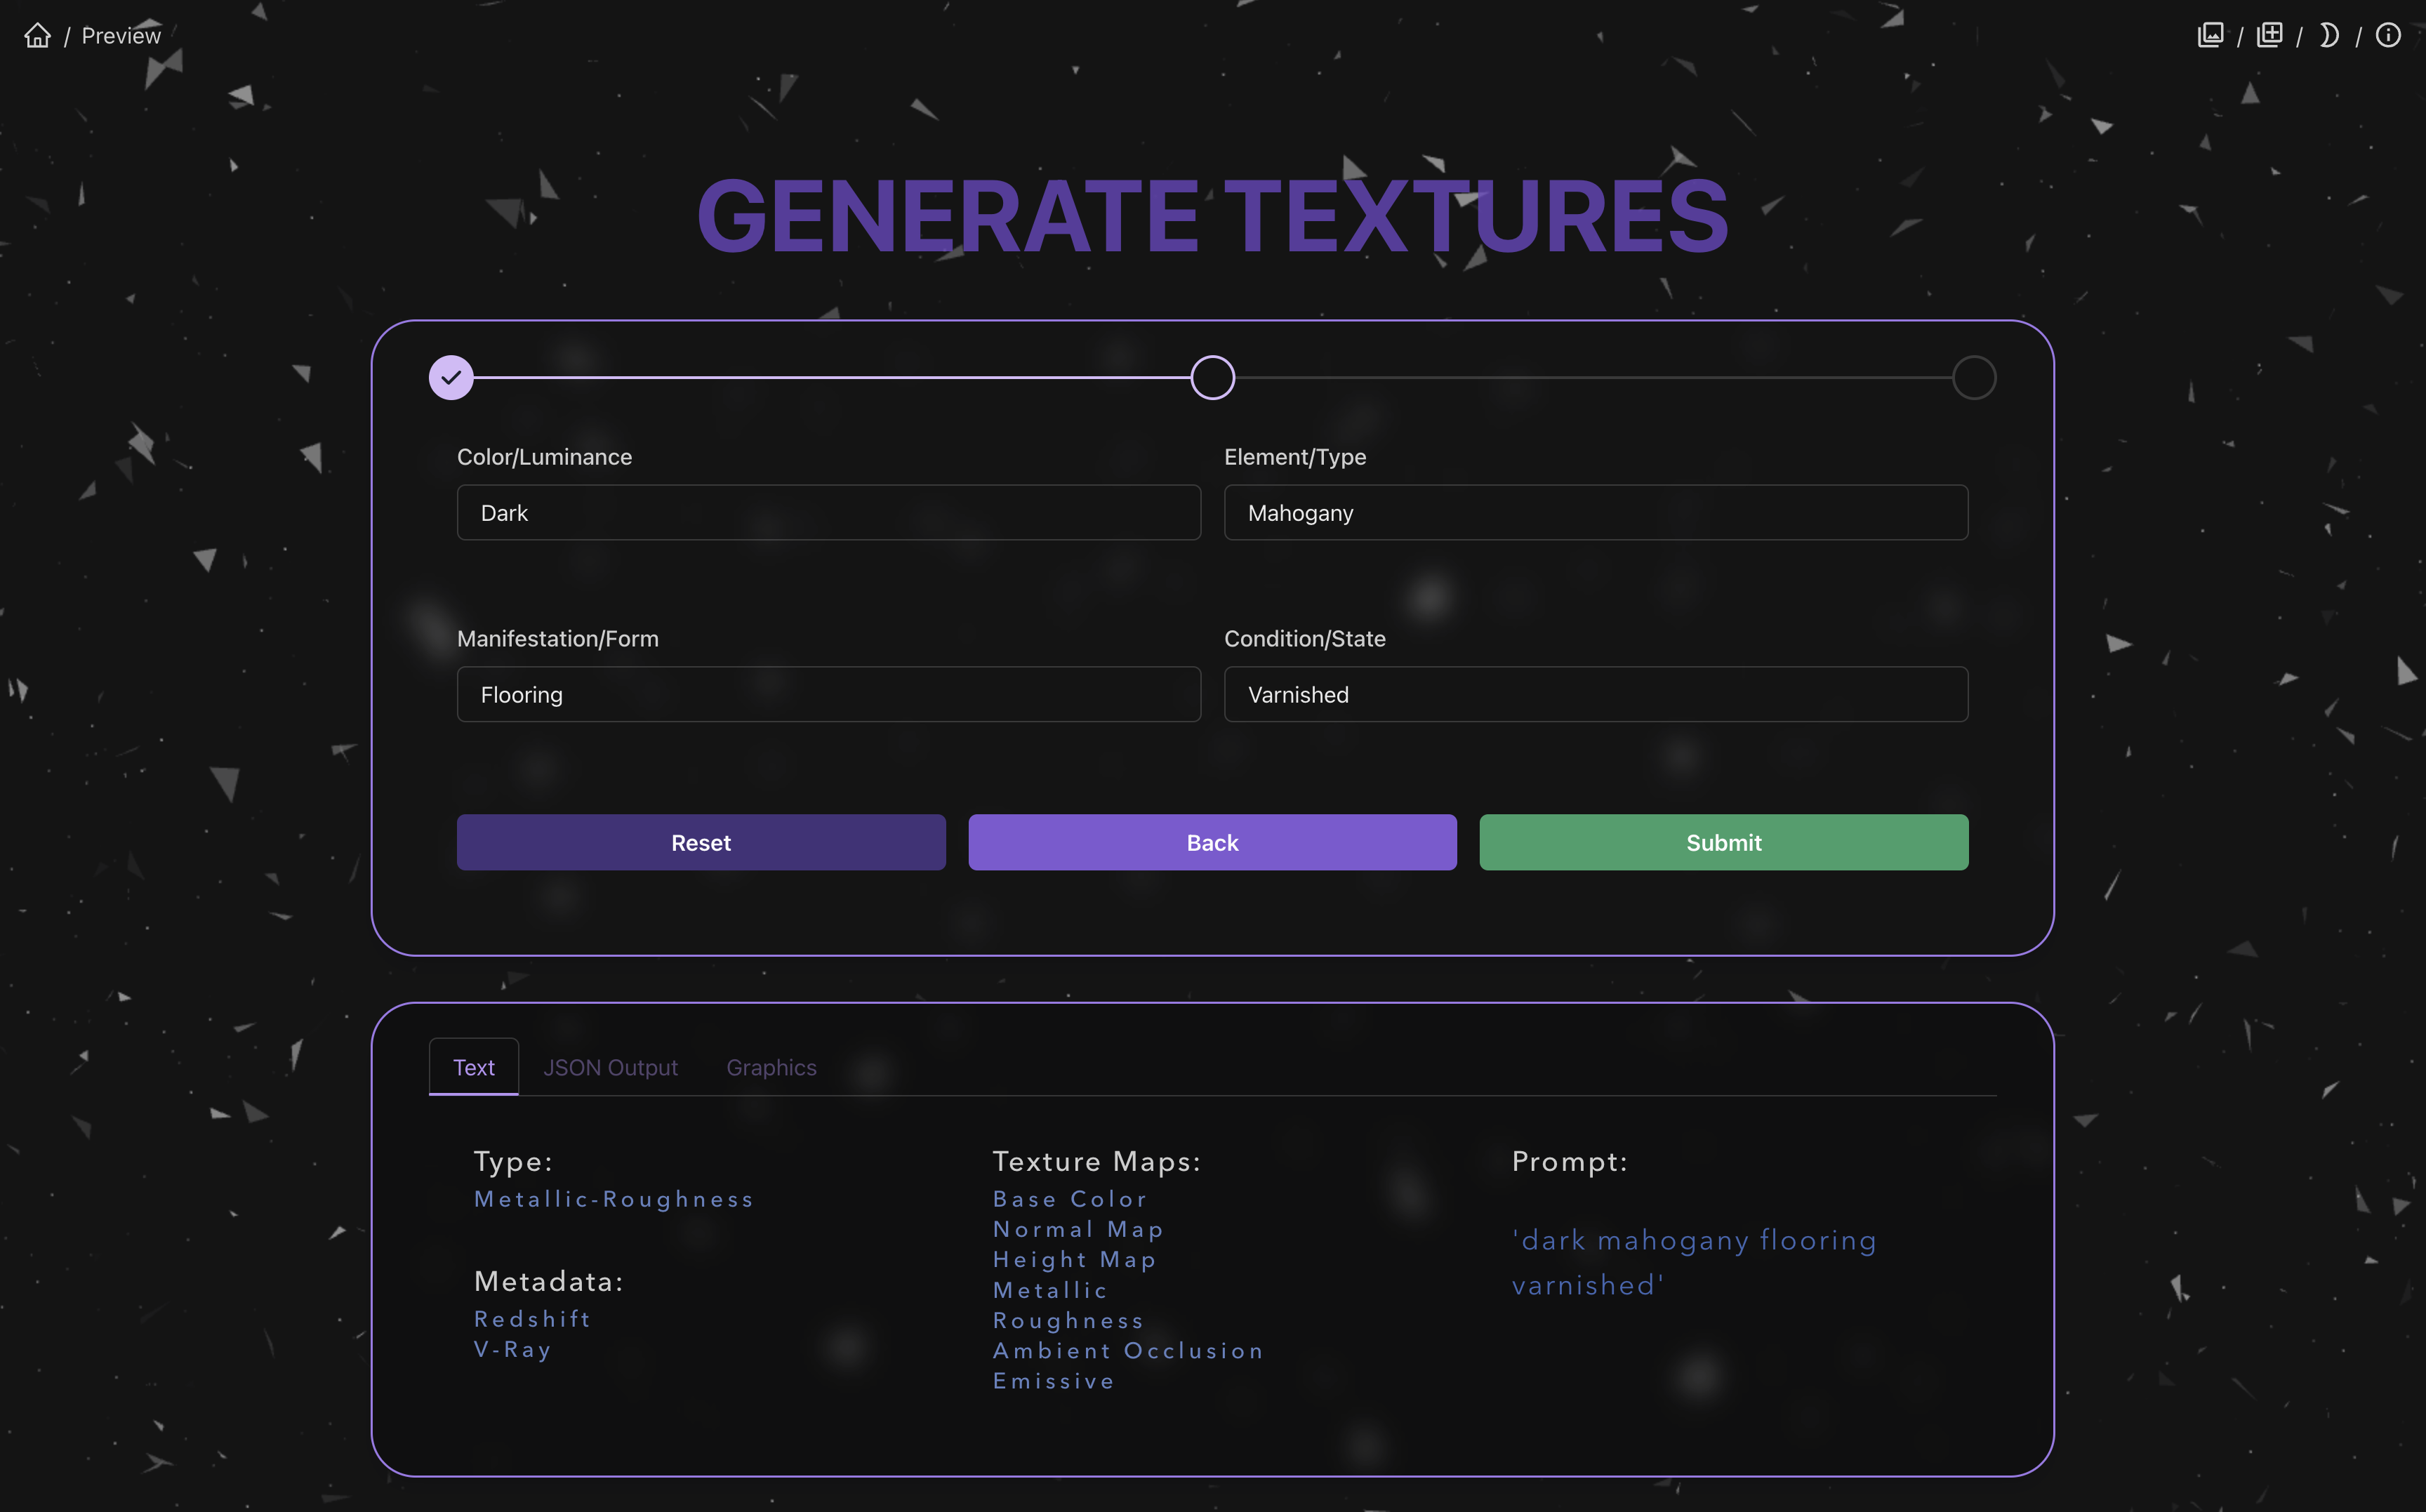 / Preview
/ / /
GENERATE TEXTURES
Color/Luminance
Element/Type
Dark
Mahogany
Manifestation/Form
Condition/State
Flooring
Varnished
Reset
Back
Submit
Text
JSON Output
Graphics
Type:
Metallic-Roughness
Metadata:
Redshift
V-Ray
Texture Maps:
Base Color
Normal Map
Height Map
Metallic
Roughness
Ambient Occlusion
Emissive
Prompt:
'dark mahogany flooring
varnished'